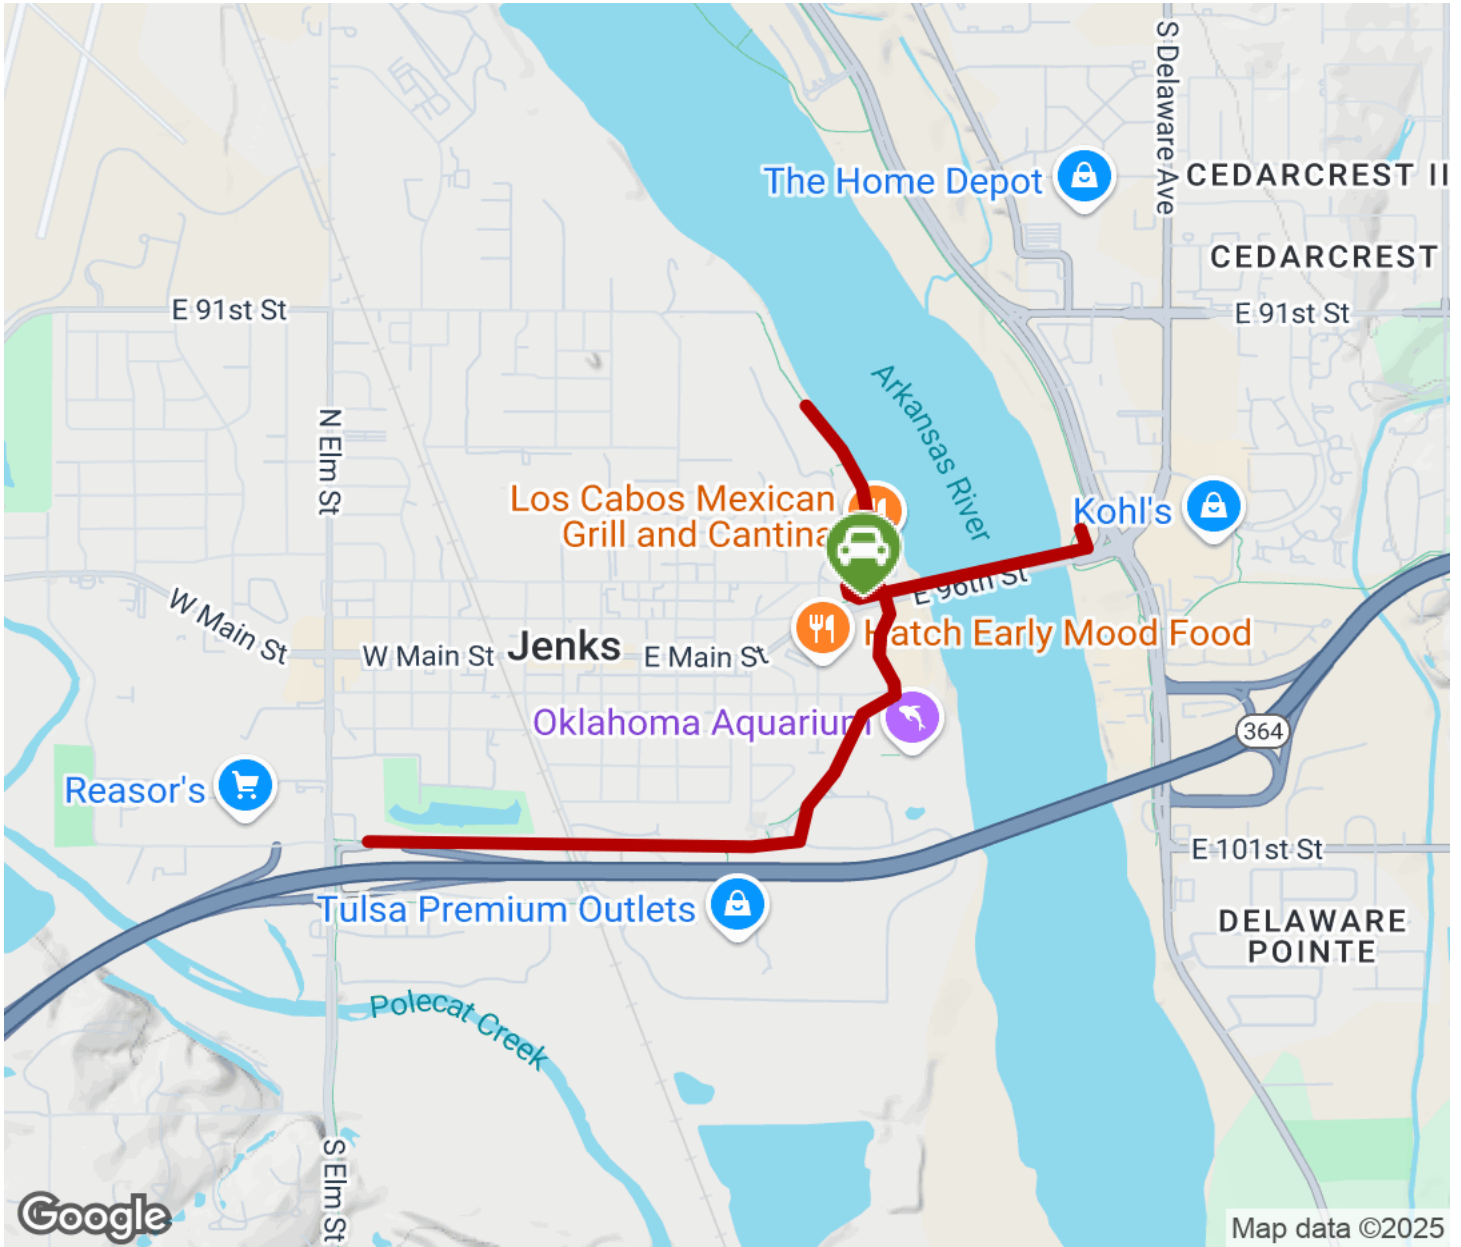 S Delaware Ave
The Home Depot
CEDARCREST II
CEDARCREST
E 91st St
E 91st St
Arkansas River
N Elm St
Los Cabos Mexican
Grill and Cantina
Kohl's
E 96th St
W Main St
W Main St
Jenks
E Main St
Hatch Early Mood Food
Oklahoma Aquarium
364
Reasor's
E 101st St
Tulsa Premium Outlets
DELAWARE
POINTE
Polecat Creek
S Elm St
Google
Map data ©2025